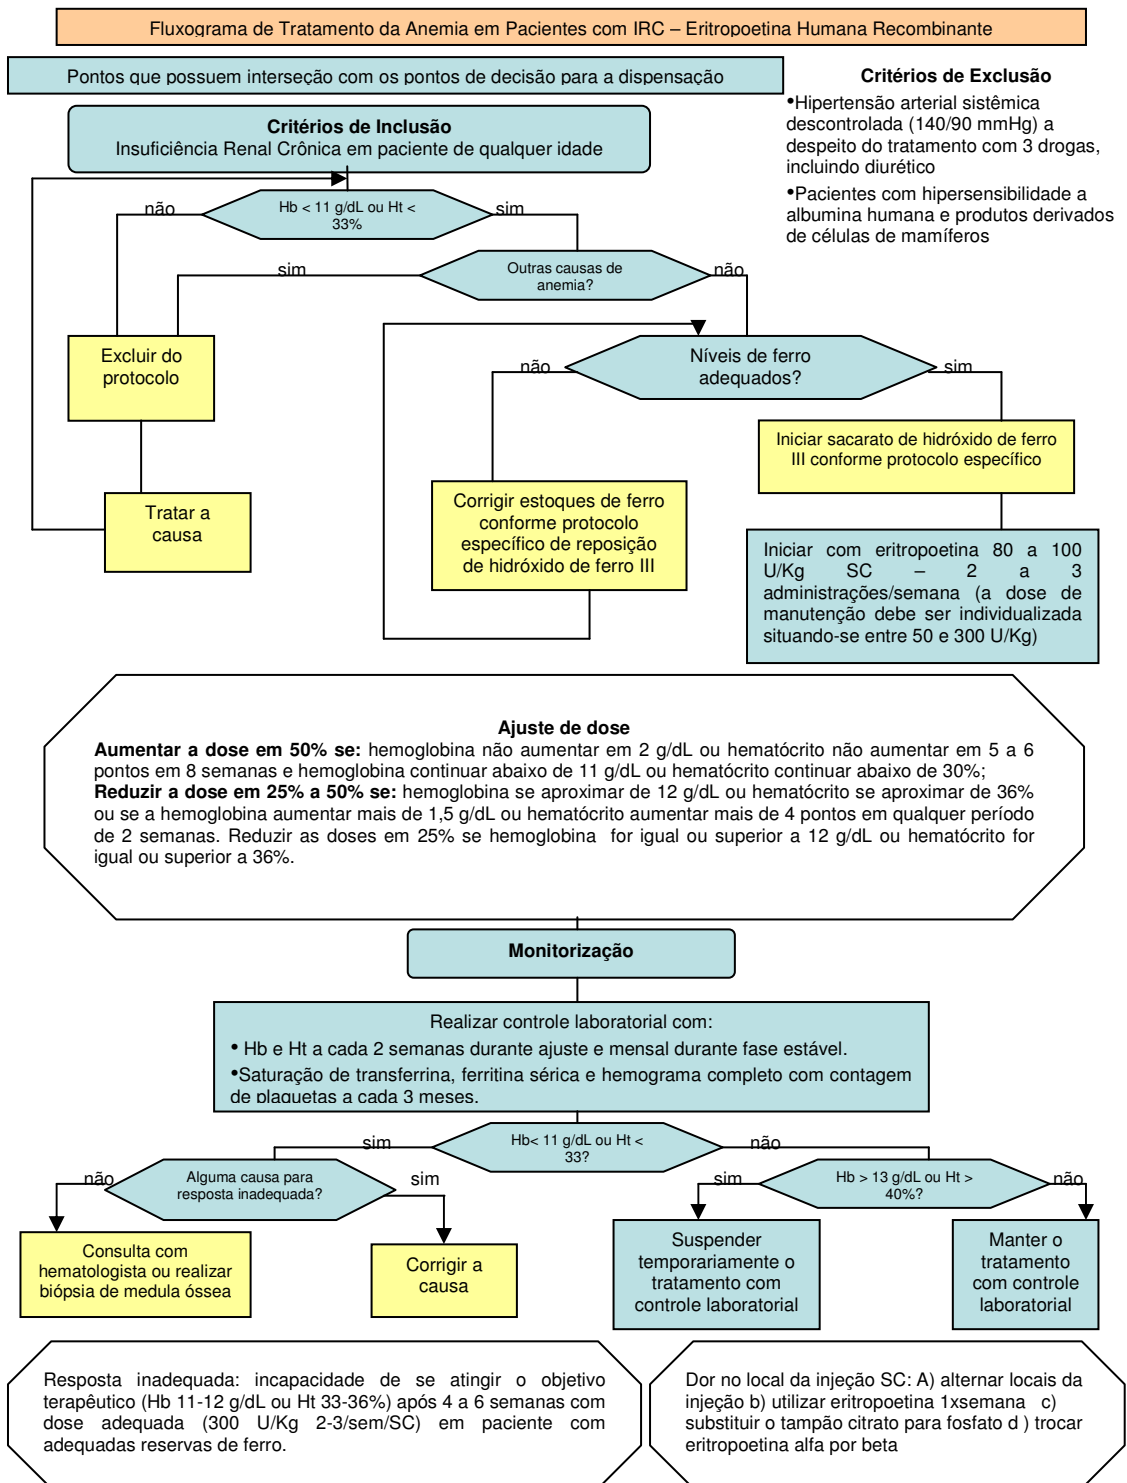 Fluxograma de Tratamento da Anemia em Pacientes com IRC – Eritropoetina Humana Recombinante
Pontos que possuem interseção com os pontos de decisão para a dispensação
Critérios de Exclusão
•Hipertensão arterial sistêmica
descontrolada (140/90 mmHg) a
despeito do tratamento com 3 drogas,
incluindo diurético
•Pacientes com hipersensibilidade a
albumina humana e produtos derivados
de células de mamíferos
Critérios de Inclusão
Insuficiência Renal Crônica em paciente de qualquer idade
não
Hb < 11 g/dL ou Ht <
33%
sim
sim
Outras causas de
anemia?
não
Excluir do
protocolo
não
Níveis de ferro
adequados?
sim
Iniciar sacarato de hidróxido de ferro
III conforme protocolo específico
Tratar a
causa
Corrigir estoques de ferro
conforme protocolo
específico de reposição
de hidróxido de ferro III
Iniciar com eritropoetina 80 a 100
U/Kg SC – 2 a 3
administrações/semana (a dose de
manutenção debe ser individualizada
situando-se entre 50 e 300 U/Kg)
Ajuste de dose
Aumentar a dose em 50% se: hemoglobina não aumentar em 2 g/dL ou hematócrito não aumentar em 5 a 6
pontos em 8 semanas e hemoglobina continuar abaixo de 11 g/dL ou hematócrito continuar abaixo de 30%;
Reduzir a dose em 25% a 50% se: hemoglobina se aproximar de 12 g/dL ou hematócrito se aproximar de 36%
ou se a hemoglobina aumentar mais de 1,5 g/dL ou hematócrito aumentar mais de 4 pontos em qualquer período
de 2 semanas. Reduzir as doses em 25% se hemoglobina for igual ou superior a 12 g/dL ou hematócrito for
igual ou superior a 36%.
Monitorização
Realizar controle laboratorial com:
• Hb e Ht a cada 2 semanas durante ajuste e mensal durante fase estável.
•Saturação de transferrina, ferritina sérica e hemograma completo com contagem
de plaquetas a cada 3 meses.
sim
Hb< 11 g/dL ou Ht <
33?
não
não
Alguma causa para
resposta inadequada?
sim
sim
Hb > 13 g/dL ou Ht >
40%?
não
Consulta com
hematologista ou realizar
biópsia de medula óssea
Corrigir a
causa
Suspender
temporariamente o
tratamento com
controle laboratorial
Manter o
tratamento
com controle
laboratorial
Resposta inadequada: incapacidade de se atingir o objetivo
terapêutico (Hb 11-12 g/dL ou Ht 33-36%) após 4 a 6 semanas com
dose adequada (300 U/Kg 2-3/sem/SC) em paciente com
adequadas reservas de ferro.
Dor no local da injeção SC: A) alternar locais da
injeção b) utilizar eritropoetina 1xsemana c)
substituir o tampão citrato para fosfato d ) trocar
eritropoetina alfa por beta